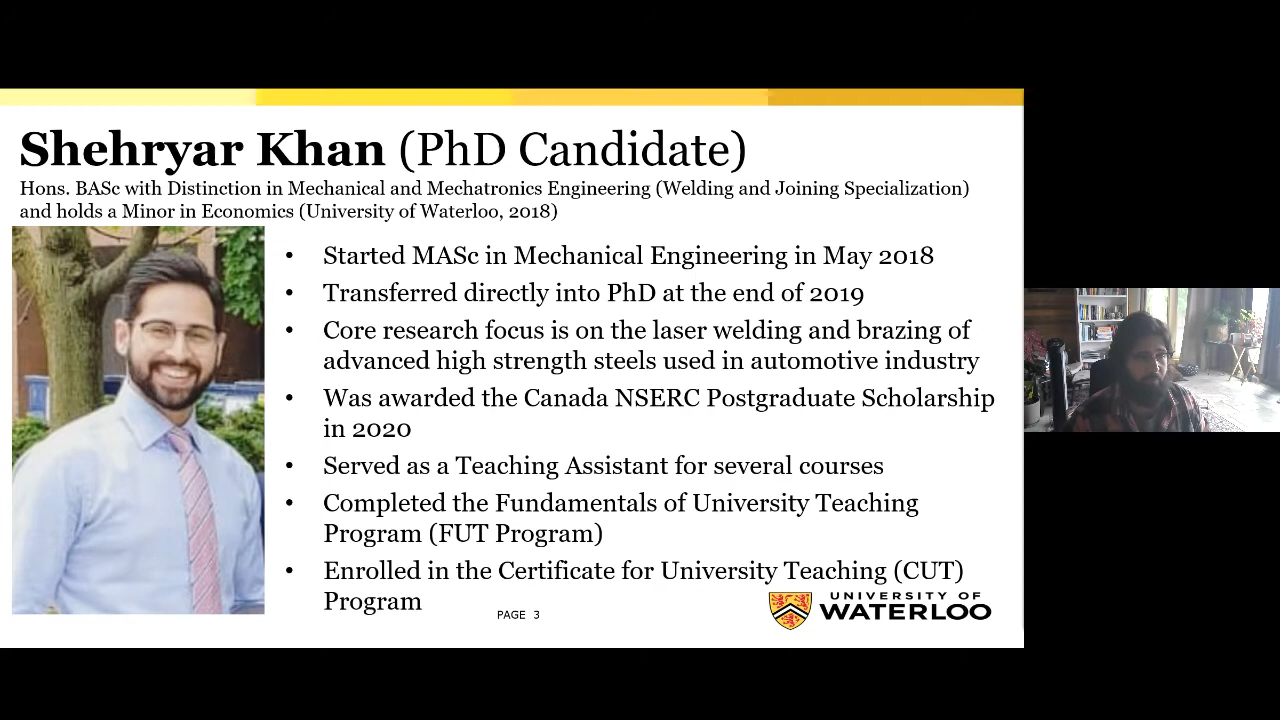 Shehryar Khan (PhD Candidate)
Hons. BASc with Distinction in Mechanical and Mechatronics Engineering (Welding and Joining Specialization)
and holds a Minor in Economics (University of Waterloo, 2018)
• Started MASc in Mechanical Engineering in May 2018
• Transferred directly into PhD at the end of 2019
• Core research focus is on the laser welding and brazing of
advanced high strength steels used in automotive industry
• Was awarded the Canada NSERC Postgraduate Scholarship
in 2020
• Served as a Teaching Assistant for several courses
• Completed the Fundamentals of University Teaching
Program (FUT Program)
• Enrolled in the Certificate for University Teaching (CUT)
Program
PAGE 3
UNIVERSITY OF
WATERLOO